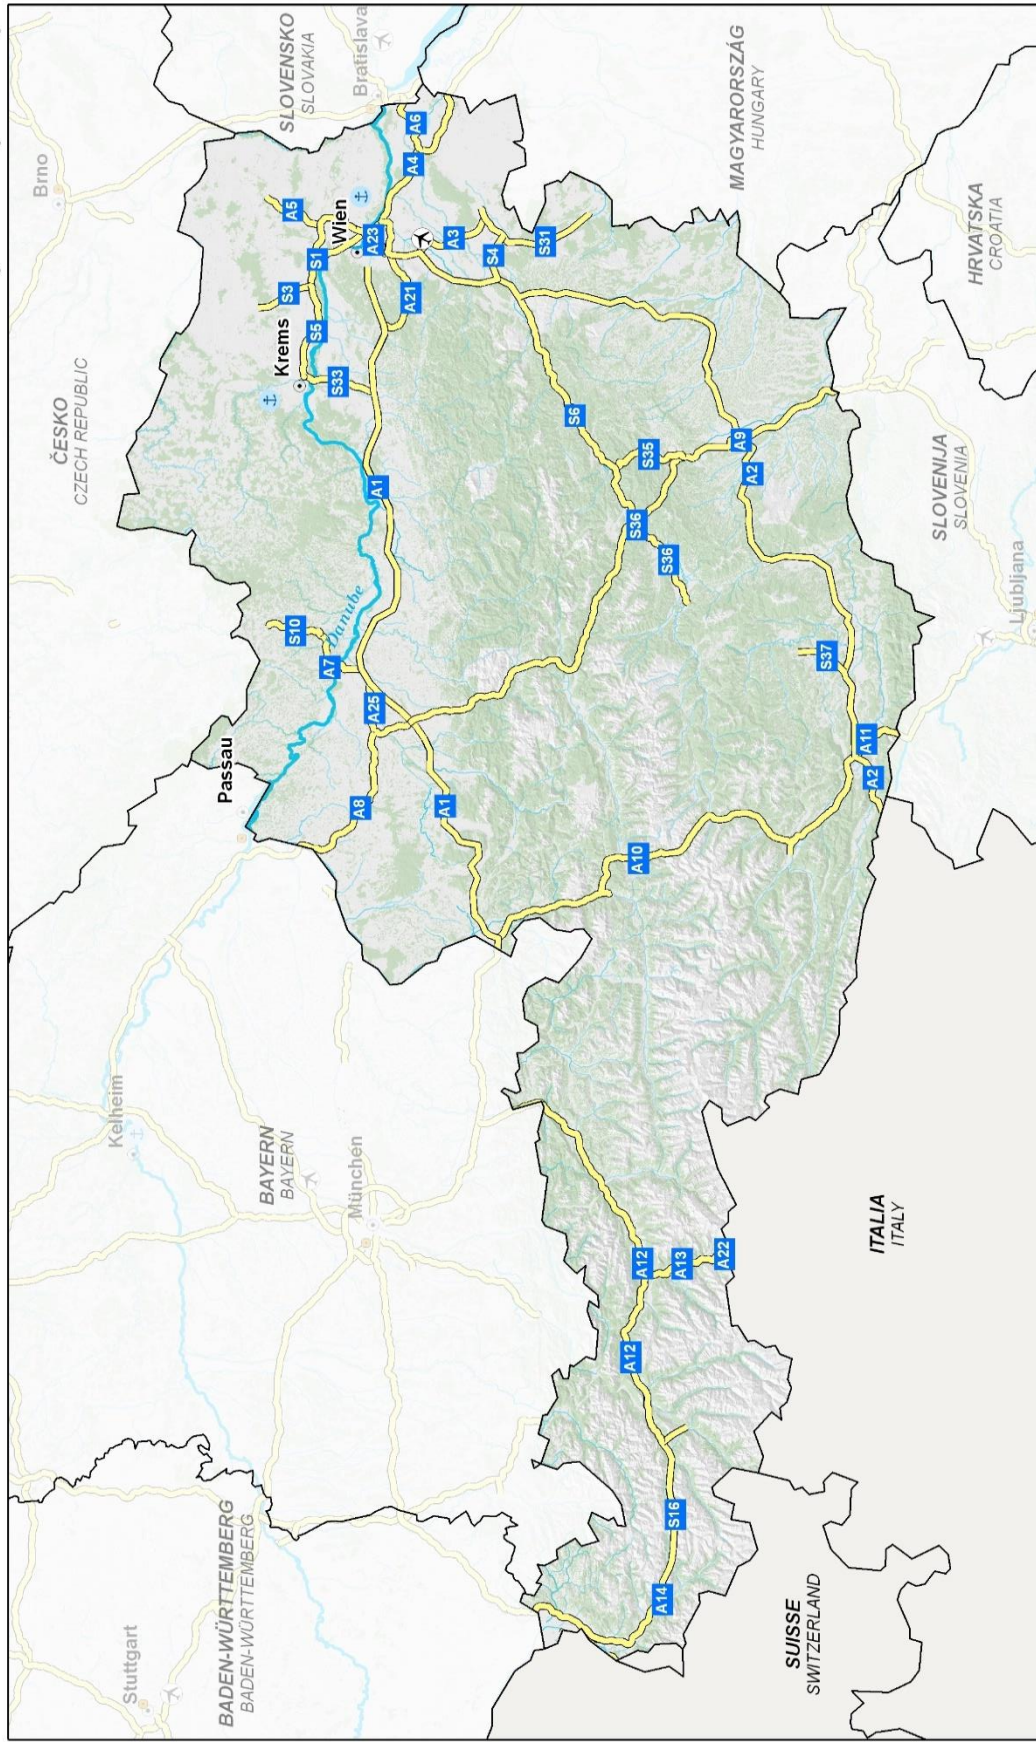 Brno
ČESKO
CZECH REPUBLIC
Kelheim
Stuttgart
BADEN-WÜRTTEMBERG
BADEN-WÜRTTEMBERG
Passau
BAYERN
BAYERN
SLOVENSKO
SLOVAKIA
Krems
S10
S3
A5
S5
S1
A7
Danube
S33
Wien
München
A8
A25
A1
A23
Bratislava
A21
A4
A6
A1
A3
S4
S31
S6
A12
A10
S36
A12
S35
A14
S16
A13
S36
A22
A2
A9
MAGYARORSZÁG
HUNGARY
SUISSE
SWITZERLAND
S37
ITALIA
ITALY
A2
A11
SLOVENIJA
SLOVENIA
HRVATSKA
CROATIA
Ljubljana